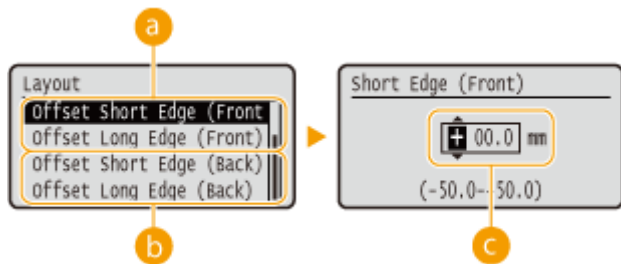 a
Layout
Offset Short Edge (Front
Offset Long Edge (Front)
Offset Short Edge (Back)
Offset Long Edge (Back)
b
Short Edge (Front)
+ 00.0 mm
(-50.0-+50.0)
c